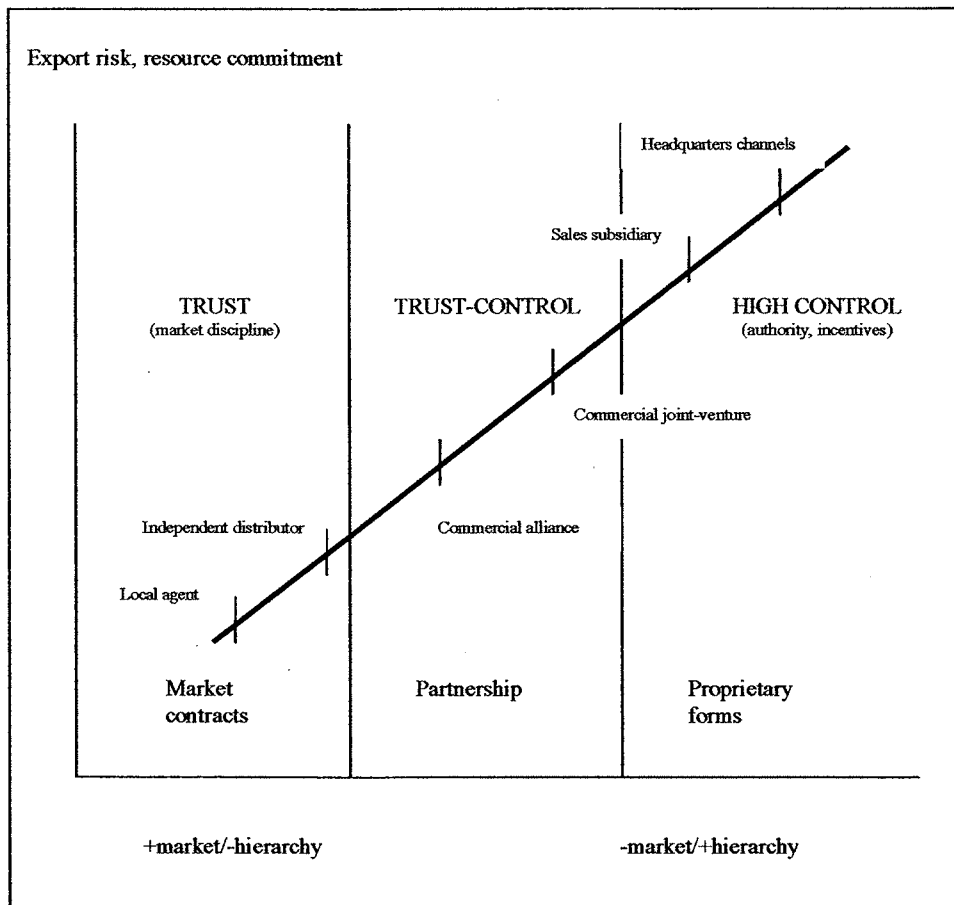 Export risk, resource commitment
Headquarters channels
Sales subsidiary
TRUST
(market discipline)
TRUST-CONTROL
HIGH CONTROL
(authority, incentives)
Commercial joint-venture
Independent distributor
Commercial alliance
Local agent
Market
contracts
Partnership
Proprietary
forms
+market/-hierarchy
-market/+hierarchy